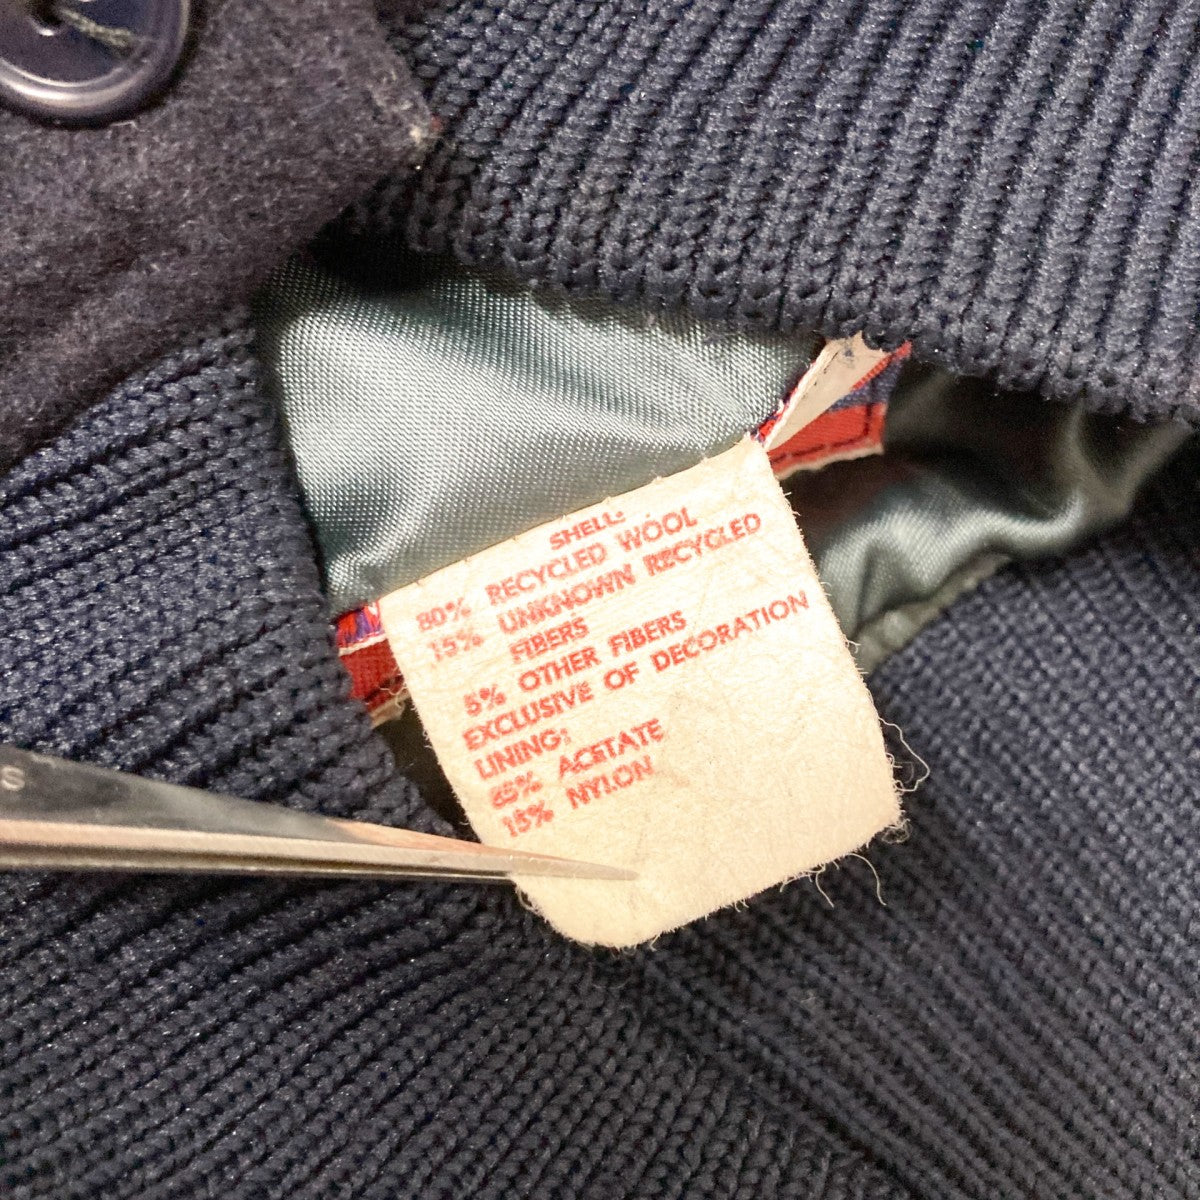 SHELL:
80% RECYCLED WOOL
15% UNKNOWN RECYCLED
FIBERS
5% OTHER FIBERS
EXCLUSIVE OF DECORATION
LINING:
85% ACETATE
15% NYLON
S